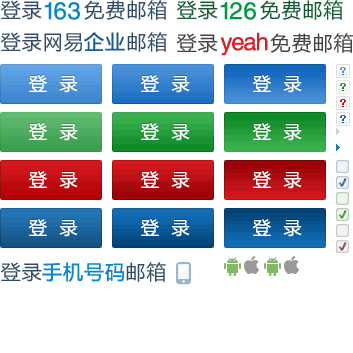 登录163免费邮箱 登录126免费邮箱
登录网易企业邮箱 登录yeah免费邮箱
登 录 登 录 登 录 ?
?
登 录 登 录 登 录 ?
?
登 录 登 录 登 录
登 录 登 录 登 录
登录手机号码邮箱